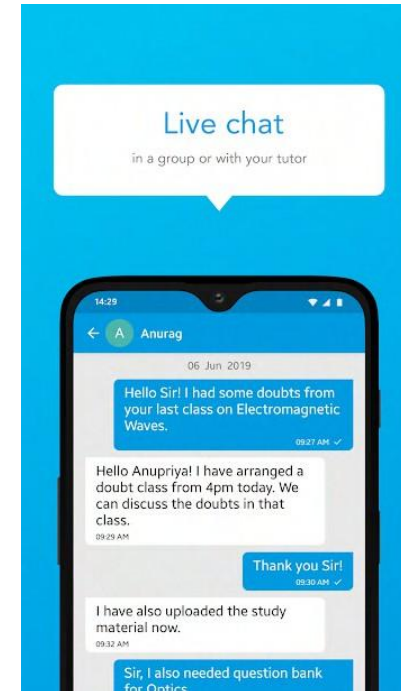 Live chat
in a group or with your tutor
14:29
A Anurag
06 Jun 2019
Hello Sir! I had some doubts from
your last class on Electromagnetic
Waves.
09:27 AM
Hello Anupriya! I have arranged a
doubt class from 4pm today. We
can discuss the doubts in that
class.
09:29 AM
Thank you Sir!
09:30 AM
I have also uploaded the study
material now.
09:32 AM
Sir, I also needed question bank
for Optics